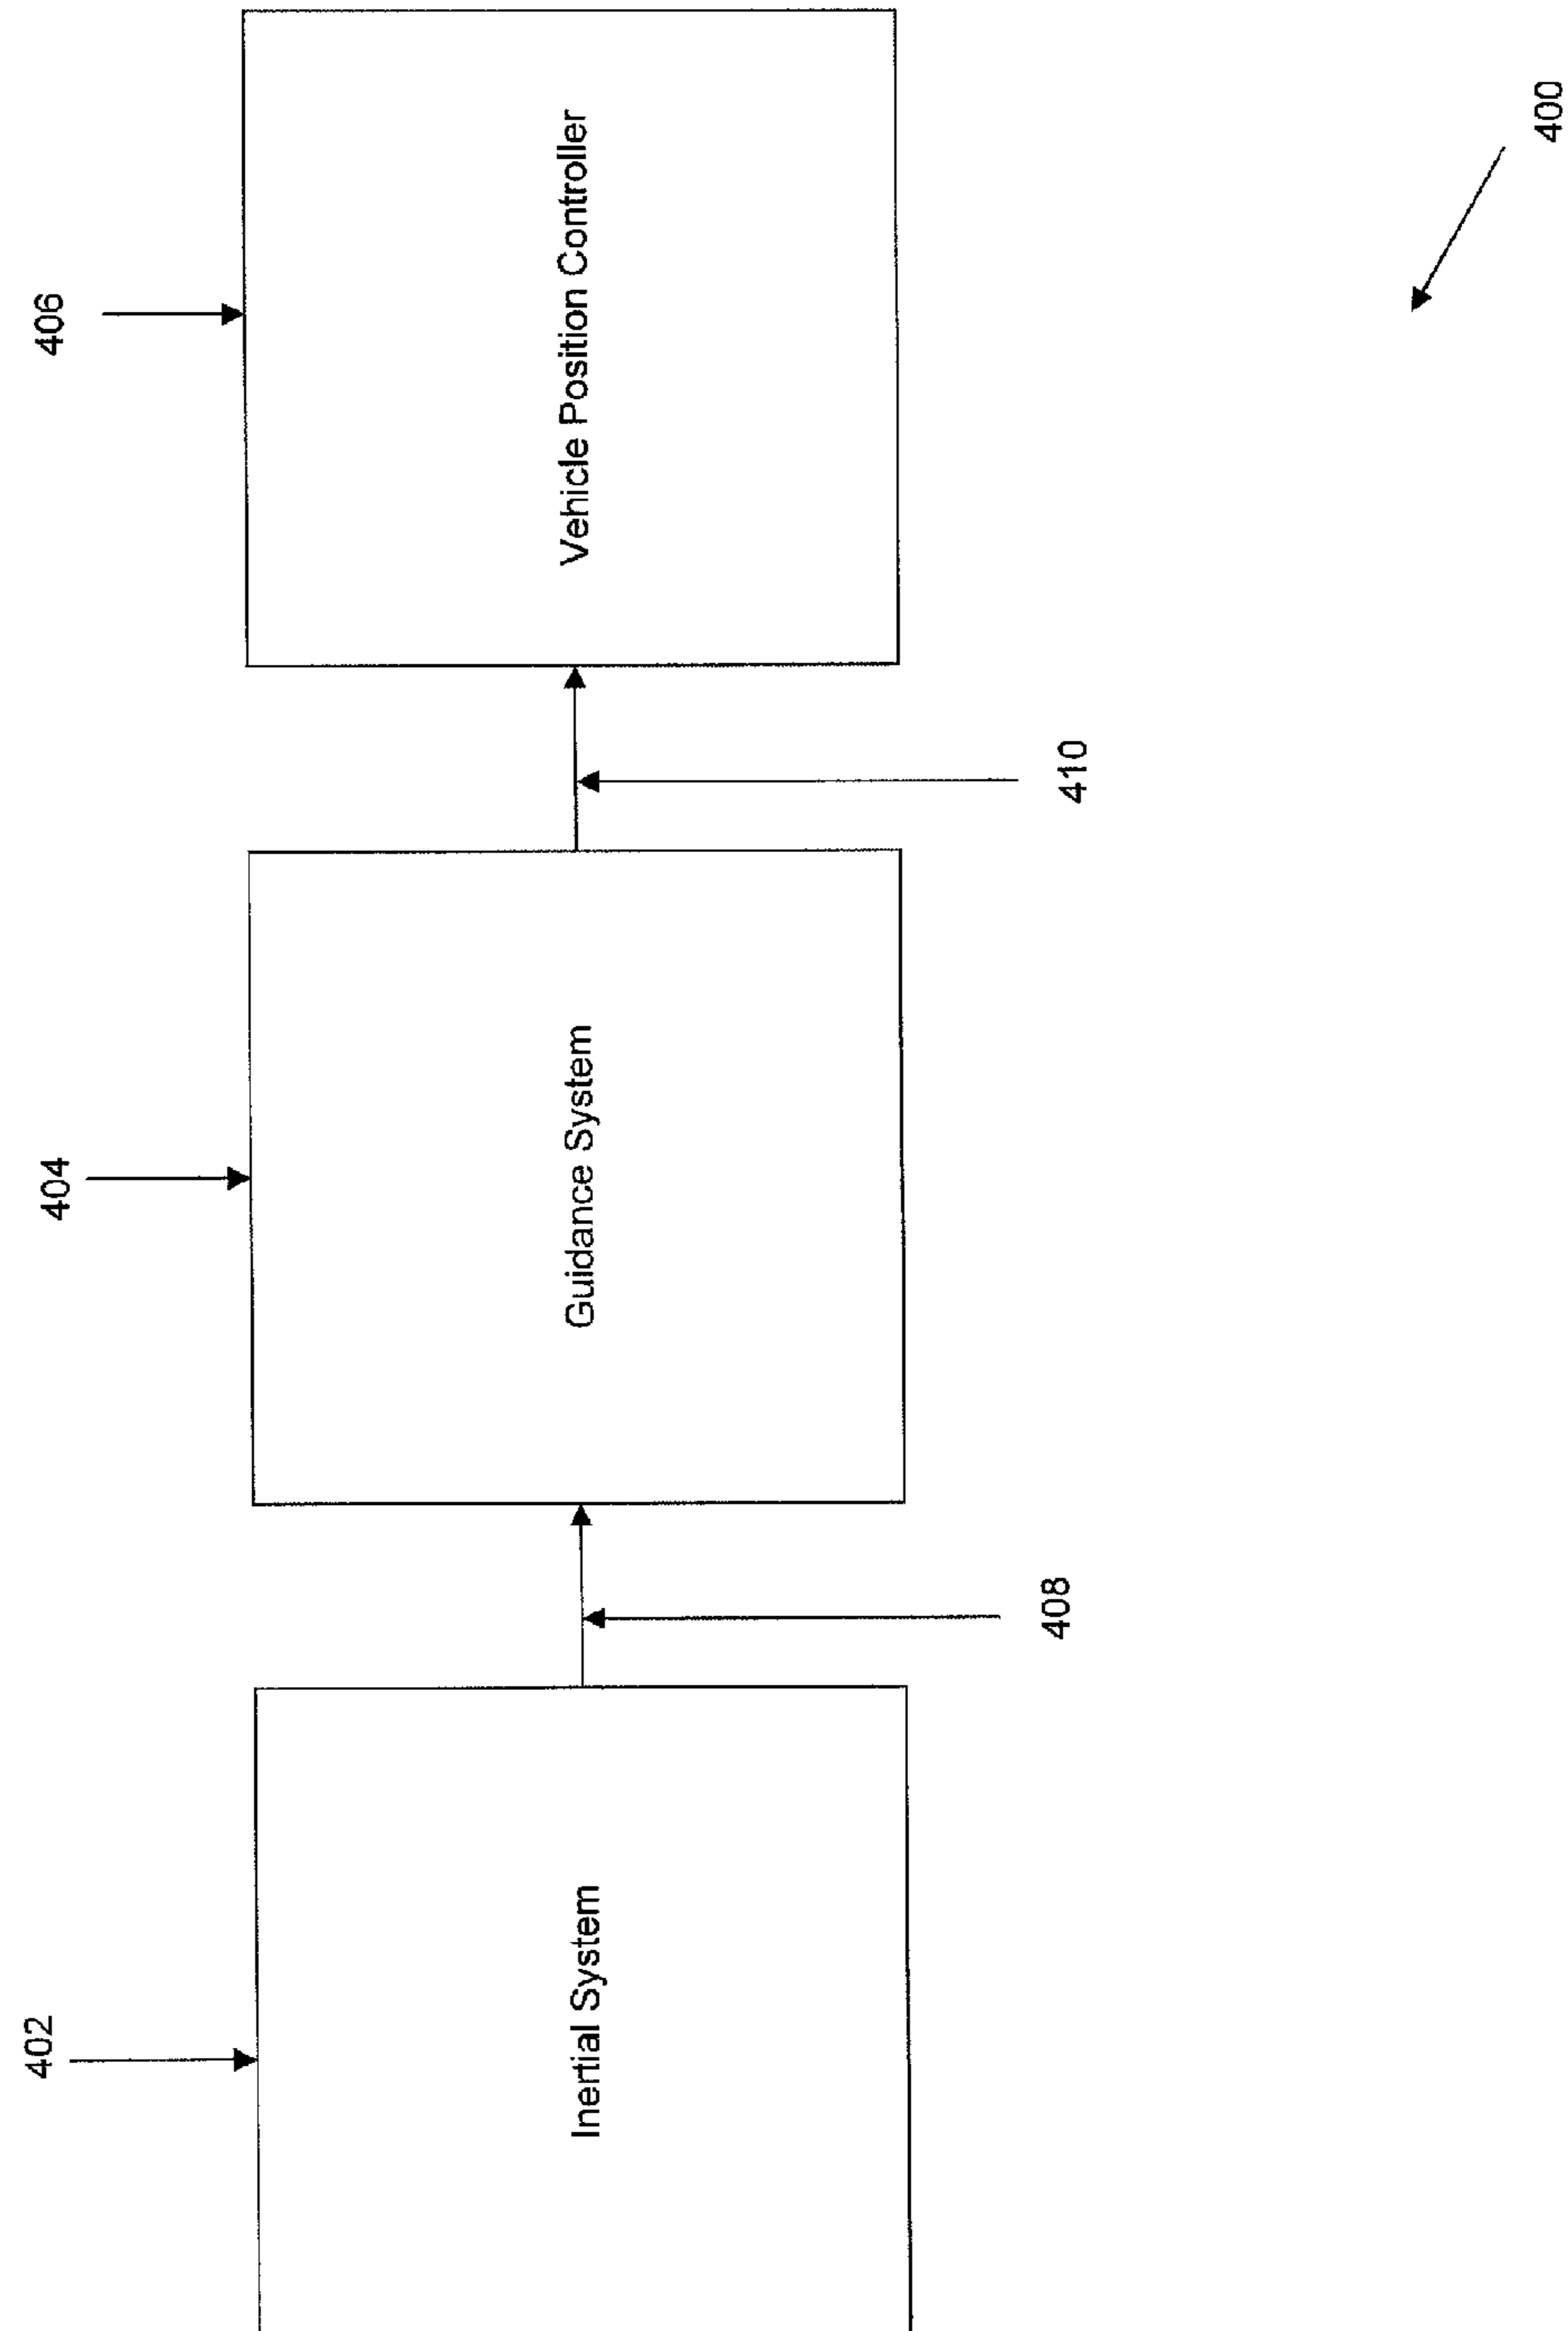 402
404
406
Inertial System
Guidance System
Vehicle Position Controller
408
410
400